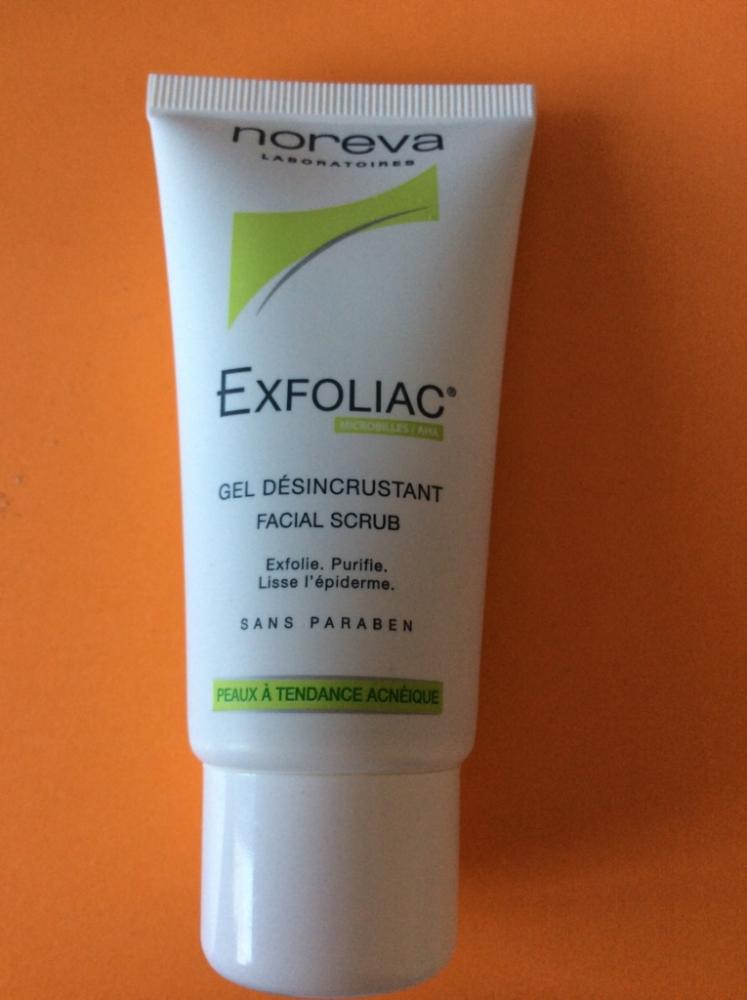 noreva
LABORATOIRES
EXFOLIAC®
MICROBILLES / AHA
GEL DÉSINCRUSTANT
FACIAL SCRUB
Exfolie. Purifie.
Lisse l'épiderme.
SANS PARABEN
PEAUX À TENDANCE ACNÉIQUE